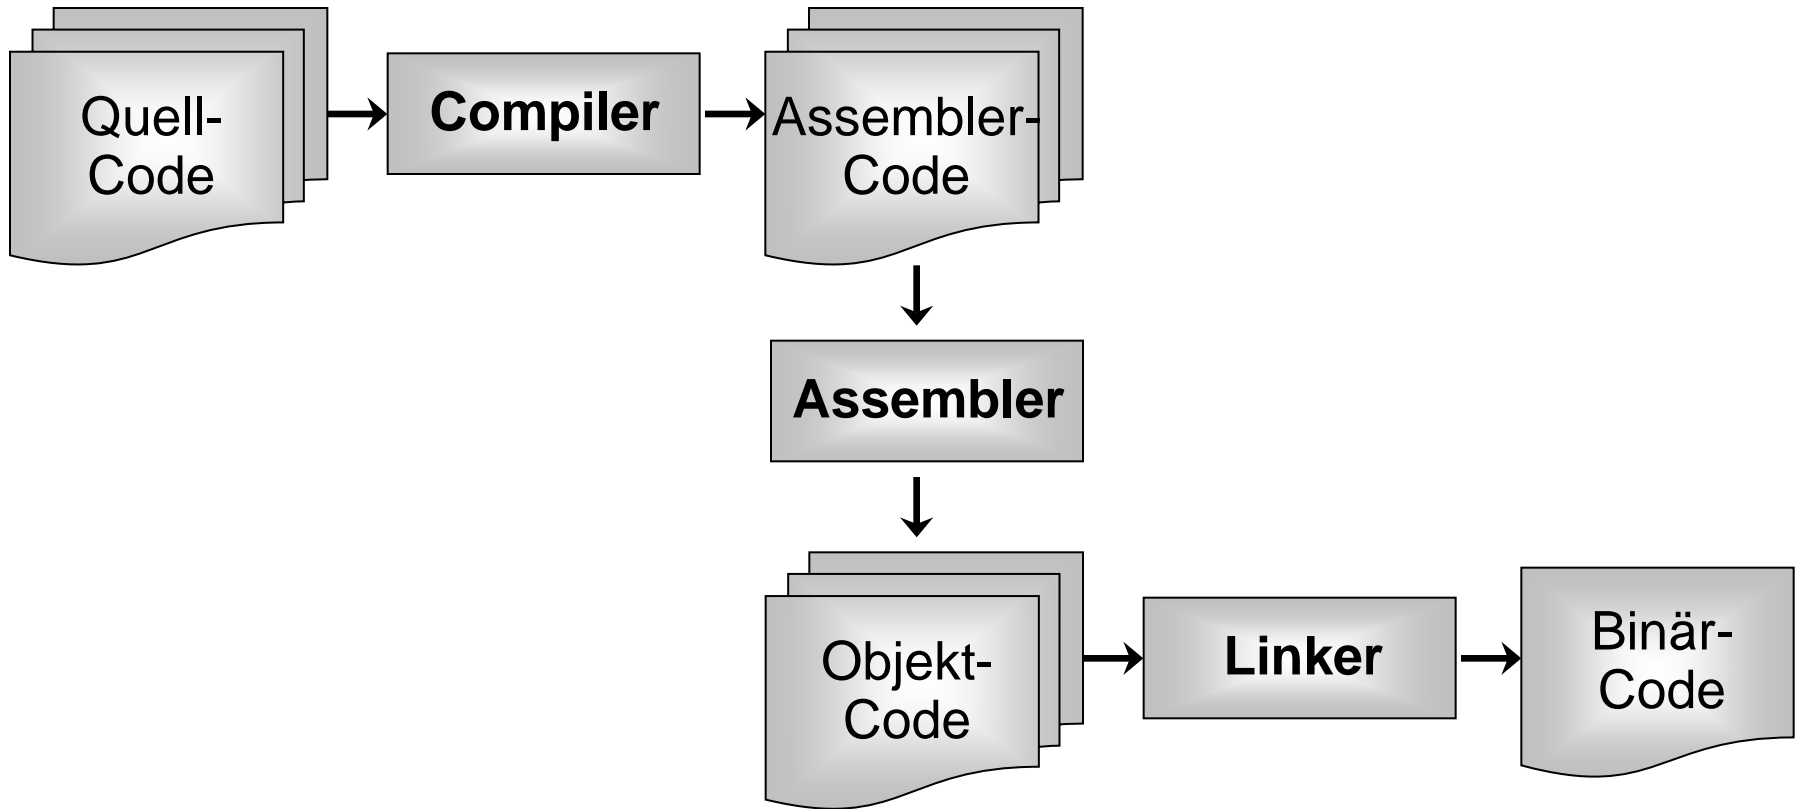 Quell-
Code
Compiler
Assembler-
Code
Assembler
Objekt-
Code
Linker
Binär-
Code